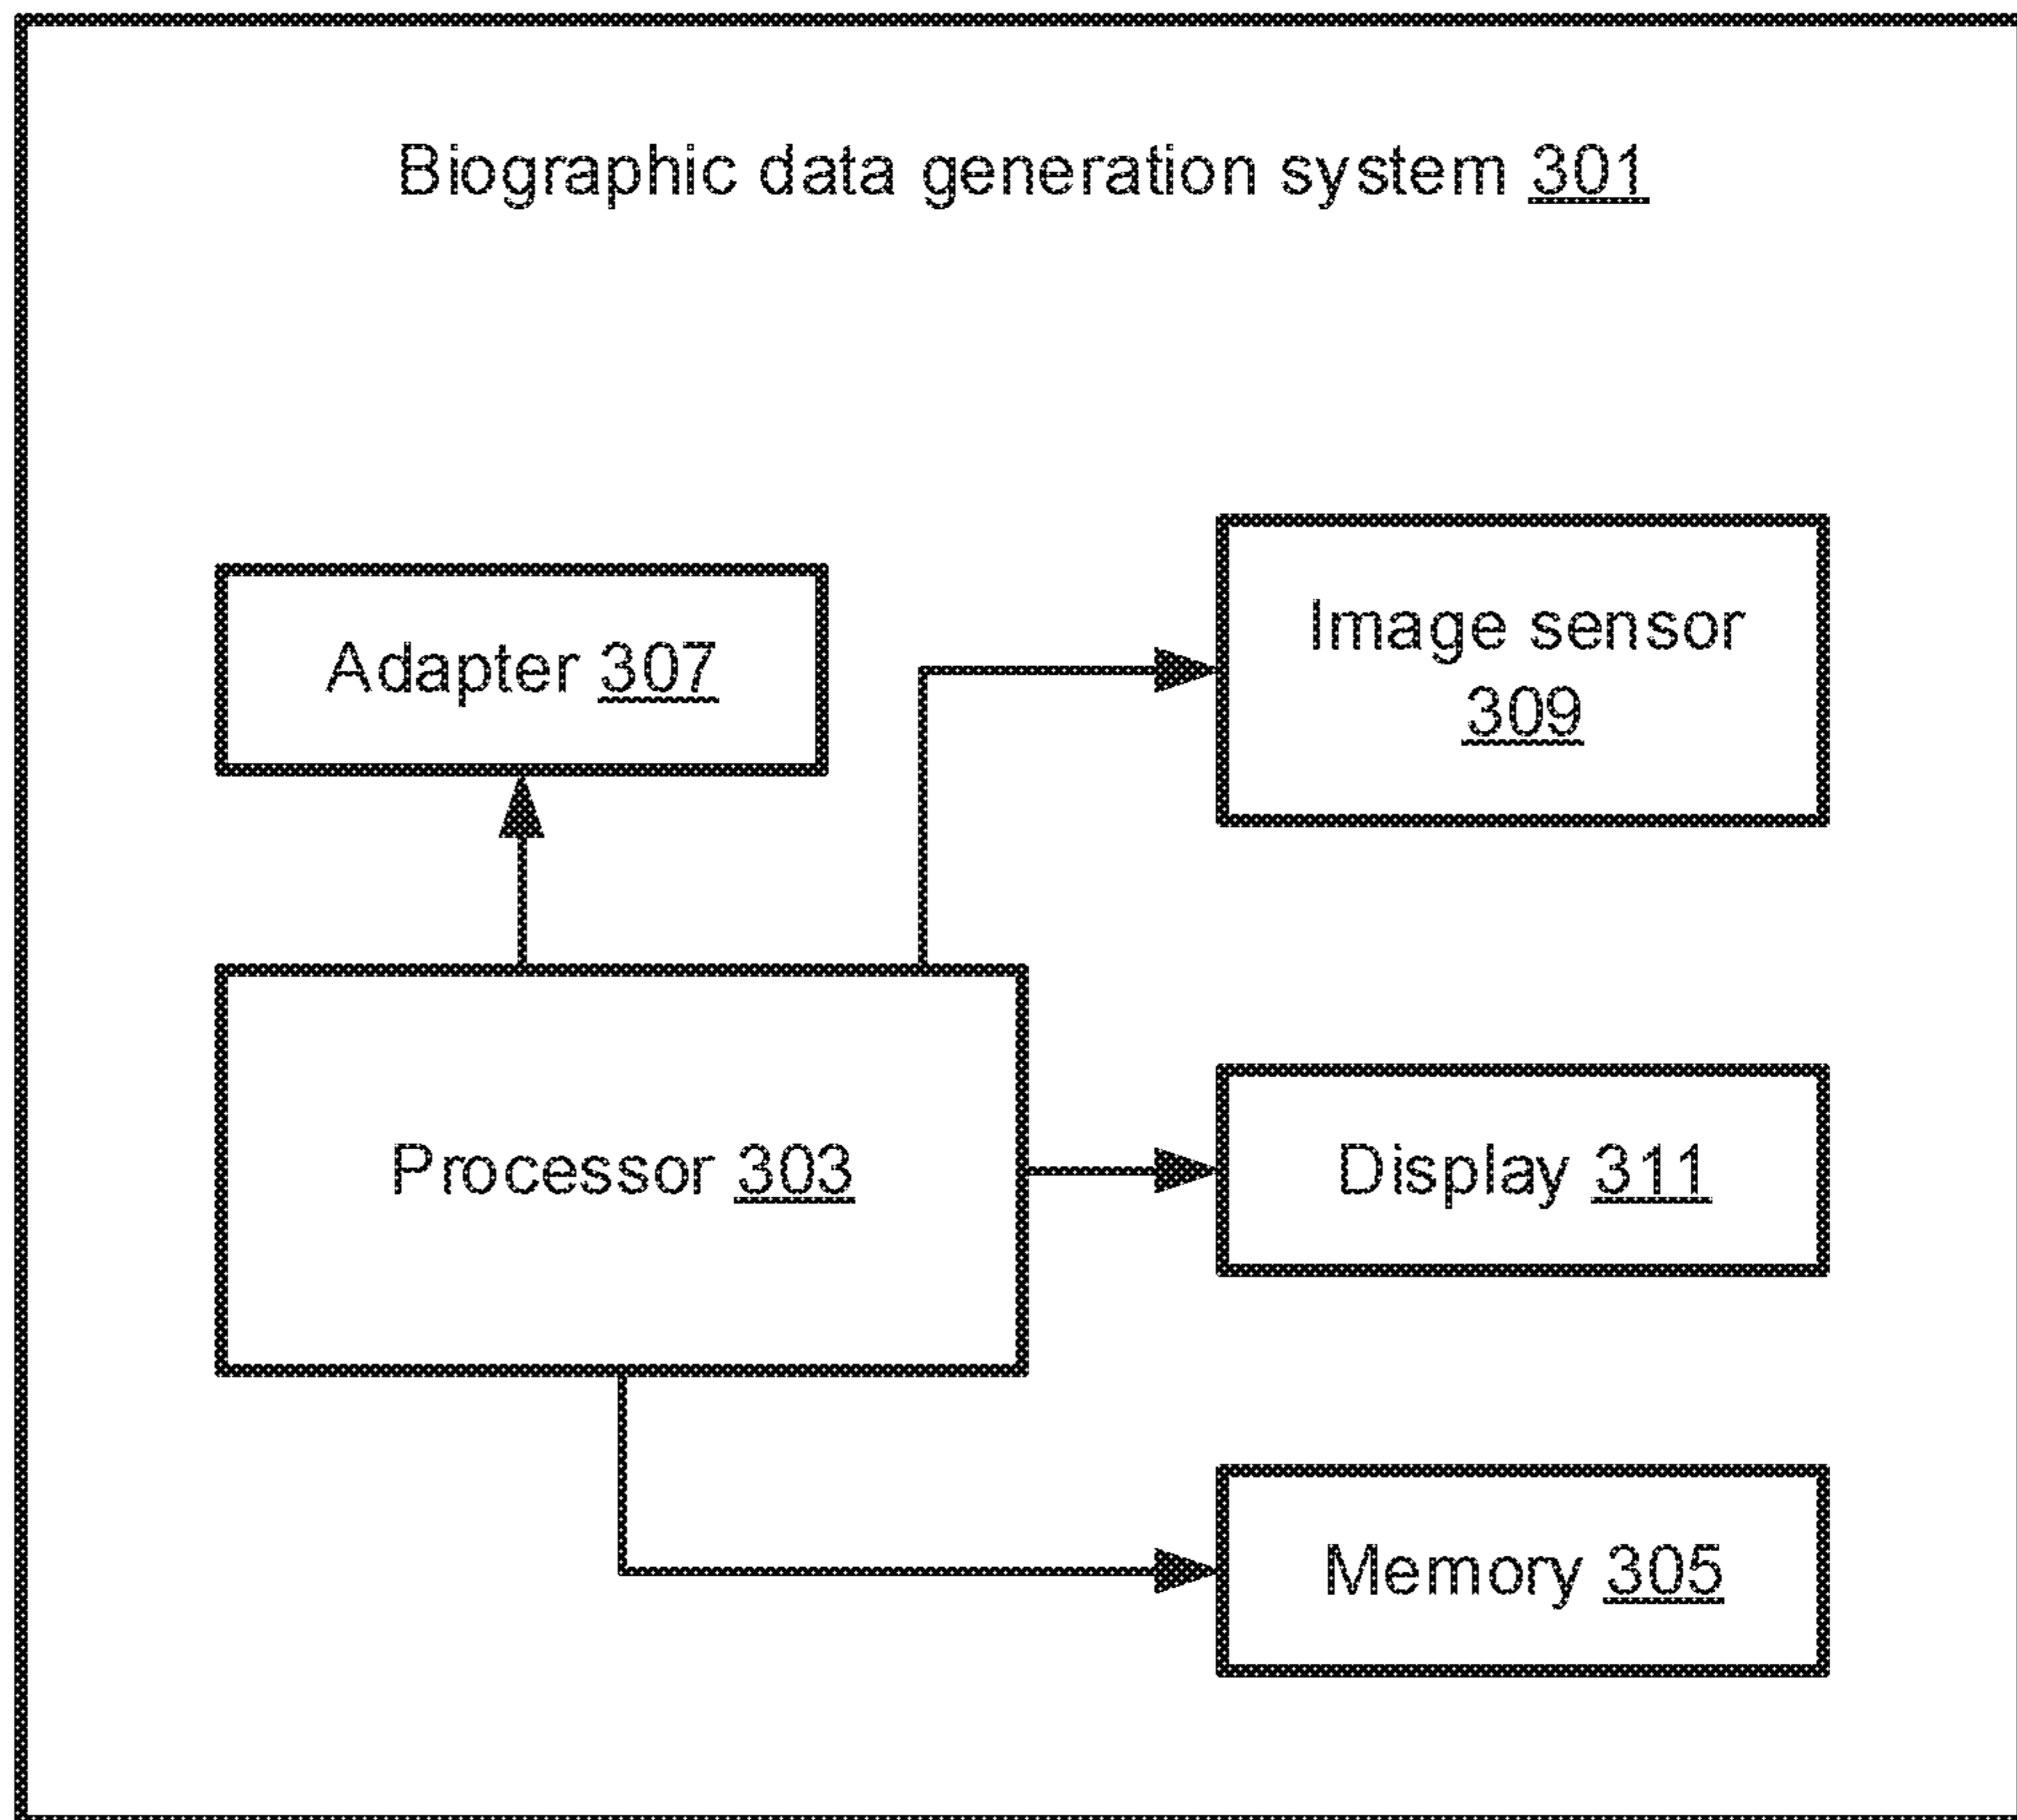 Biographic data generation system 301
Adapter 307
Image sensor
309
Processor 303
Display 311
Memory 305